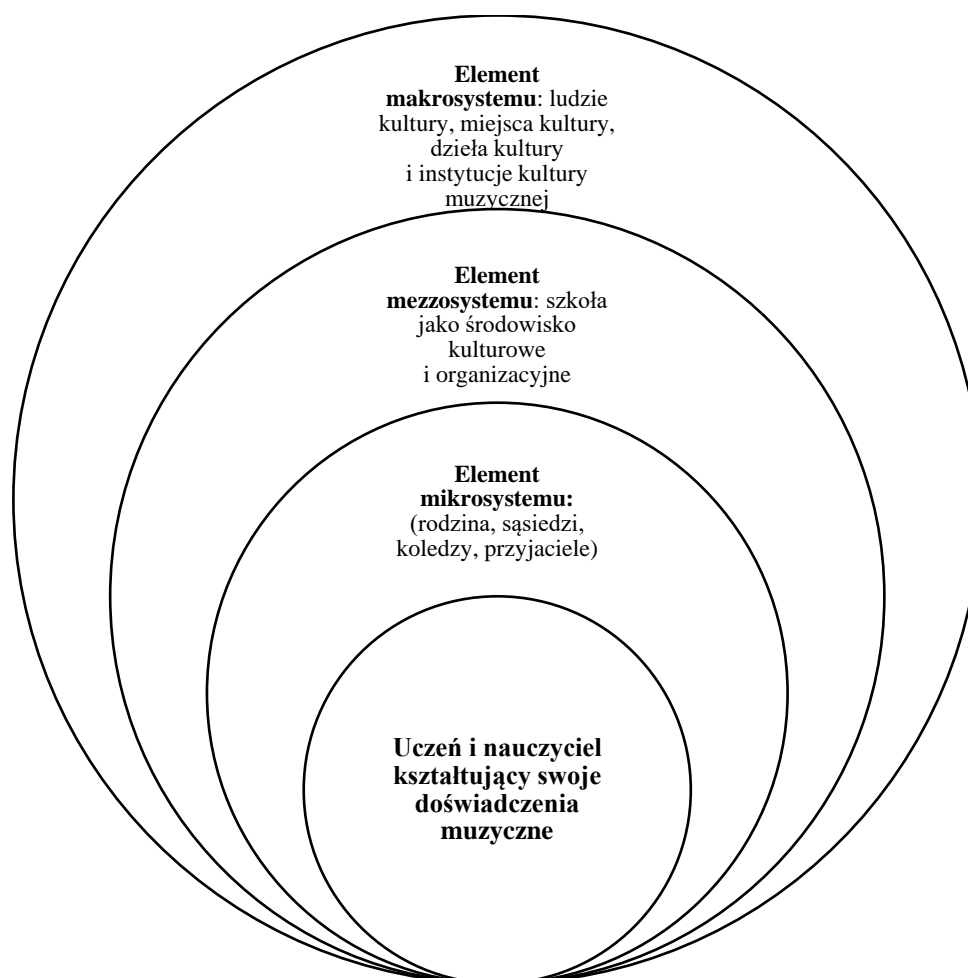 Element
makrosystemu: ludzie
kultury, miejsca kultury,
dzieła kultury
i instytucje kultury
muzycznej
Element
mezzosystemu: szkoła
jako środowisko
kulturowe
i organizacyjne
Element
mikrosystemu:
(rodzina, sąsiedzi,
koledzy, przyjaciele)
Uczeń i nauczyciel
kształtujący swoje
doświadczenia
muzyczne